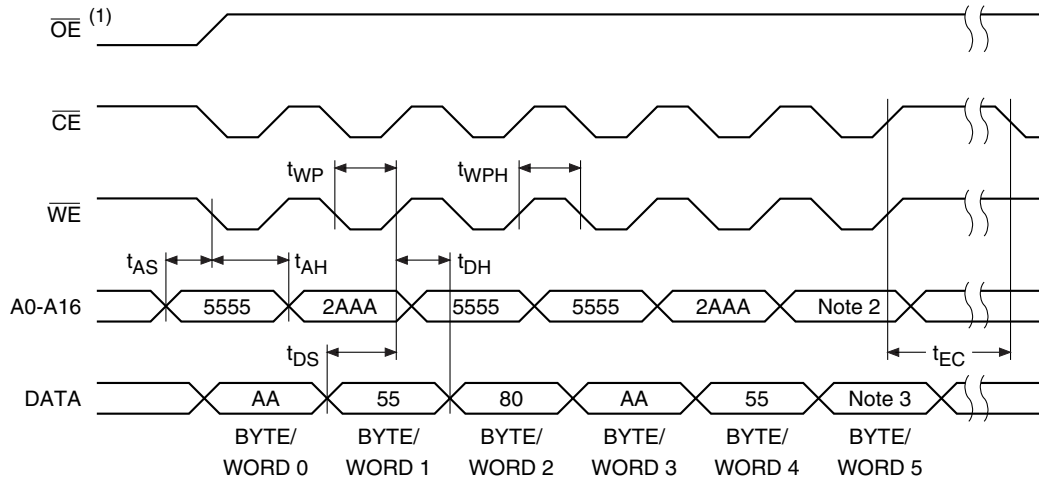 OE (1)
CE
tWP
tWPH
WE
tAS
tAH
tDH
A0-A16
5555
2AAA
5555
5555
2AAA
Note 2
tDS
tEC
DATA
AA
55
80
AA
55
Note 3
BYTE/
WORD 0
BYTE/
WORD 1
BYTE/
WORD 2
BYTE/
WORD 3
BYTE/
WORD 4
BYTE/
WORD 5